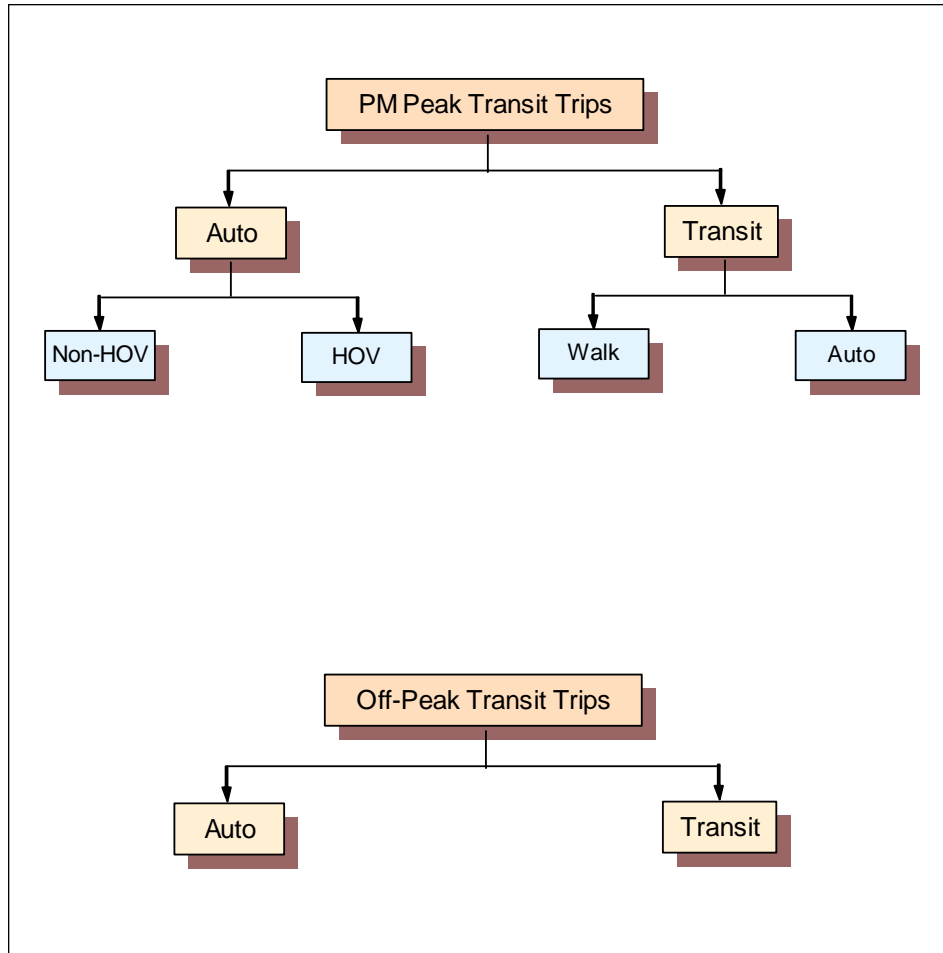 PM Peak Transit Trips
Auto
Transit
Non-HOV
HOV
Walk
Auto
Off-Peak Transit Trips
Auto
Transit